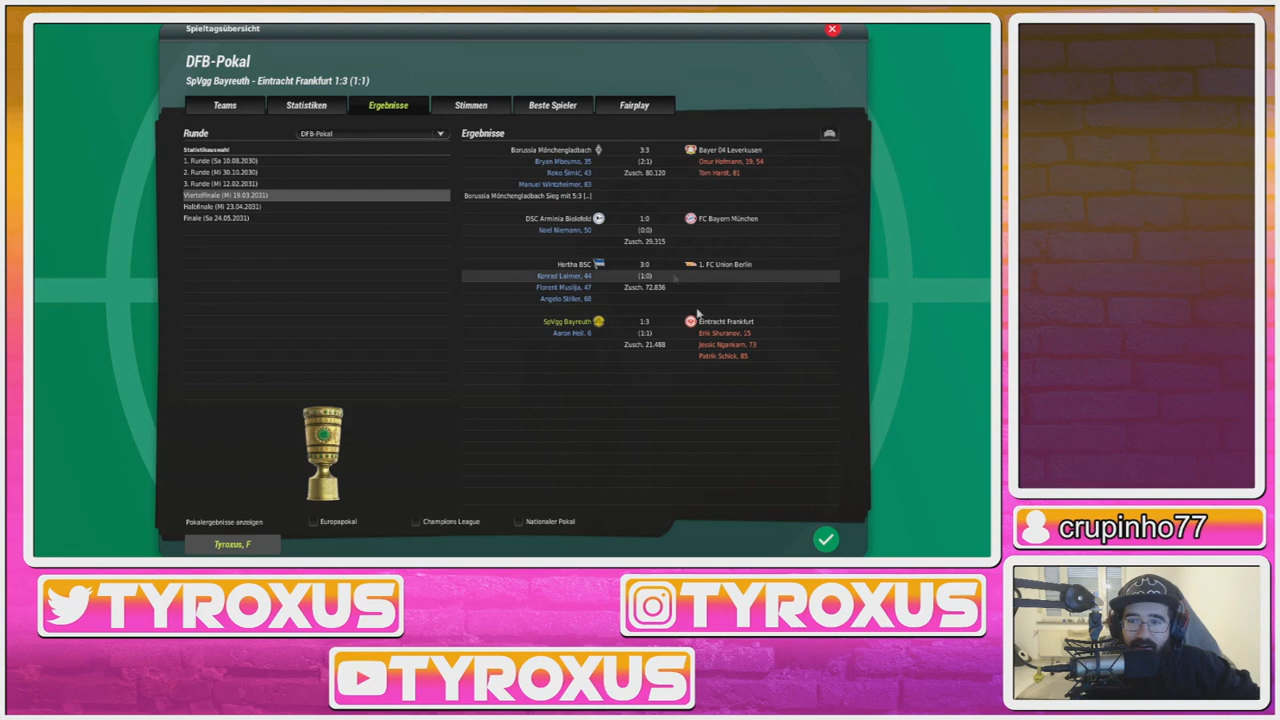 Spieltagsübersicht
DFB-Pokal
SpVgg Bayreuth - Eintracht Frankfurt 1:3 (1:1)
Teams
Statistiken
Ergebnisse
Stimmen
Beste Spieler
Fairplay
Runde
DFB-Pokal
Statistikauswahl
1. Runde (Sa 10.08.2030)
2. Runde (Mi 30.10.2030)
3. Runde (Mi 12.02.2031)
Viertelfinale (Mi 19.03.2031)
Halbfinale (Mi 23.04.2031)
Finale (Sa 24.05.2031)
Ergebnisse
Borussia Mönchengladbach 3:3 Bayer 04 Leverkusen
Bryan Mbeumo, 35 (2:1) Onur Hofmann, 19, 54
Roko Šimić, 43 Zusch. 80.120 Tom Hardt, 81
Manuel Wintzheimer, 83
Borussia Mönchengladbach Sieg mit 5:3 [..]
DSC Arminia Bielefeld 1:0 FC Bayern München
Noel Niemann, 50 (0:0)
Zusch. 29.315
Hertha BSC 3:0 1. FC Union Berlin
Konrad Laimer, 44 (1:0)
Florent Muslija, 47 Zusch. 72.836
Angelo Stiller, 68
SpVgg Bayreuth 1:3 Eintracht Frankfurt
Aaron Heil, 6 (1:1) Erik Shuranov, 15
Zusch. 21.488 Jessic Ngankam, 73
Patrik Schick, 85
Pokalergebnisse anzeigen
Europapokal
Champions League
Nationaler Pokal
Tyroxus, F
crupinho77
TYROXUS
TYROXUS
TYROXUS